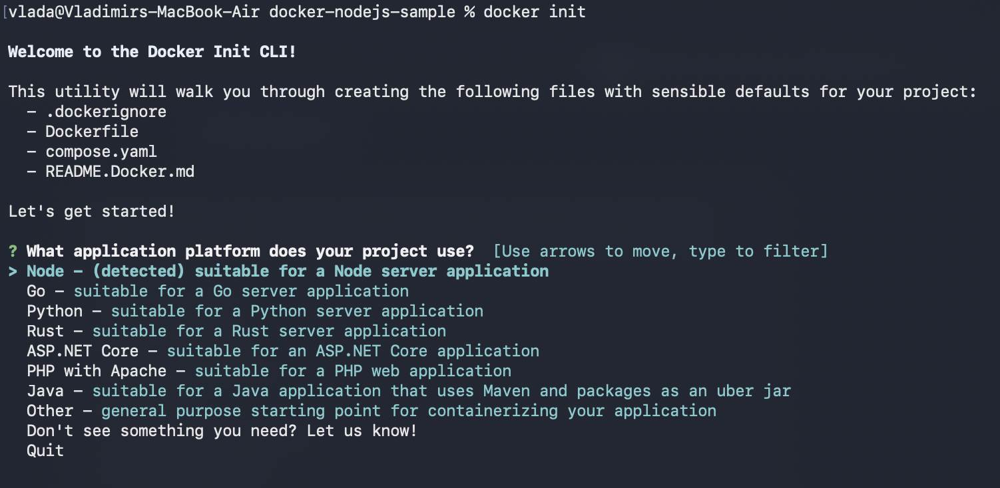 [vlada@Vladimirs-MacBook-Air docker-nodejs-sample % docker init
Welcome to the Docker Init CLI!
This utility will walk you through creating the following files with sensible defaults for your project:
- .dockerignore
- Dockerfile
- compose.yaml
- README.Docker.md
Let's get started!
? What application platform does your project use? [Use arrows to move, type to filter]
> Node - (detected) suitable for a Node server application
Go - suitable for a Go server application
Python - suitable for a Python server application
Rust - suitable for a Rust server application
ASP.NET Core - suitable for an ASP.NET Core application
PHP with Apache - suitable for a PHP web application
Java - suitable for a Java application that uses Maven and packages as an uber jar
Other - general purpose starting point for containerizing your application
Don't see something you need? Let us know!
Quit